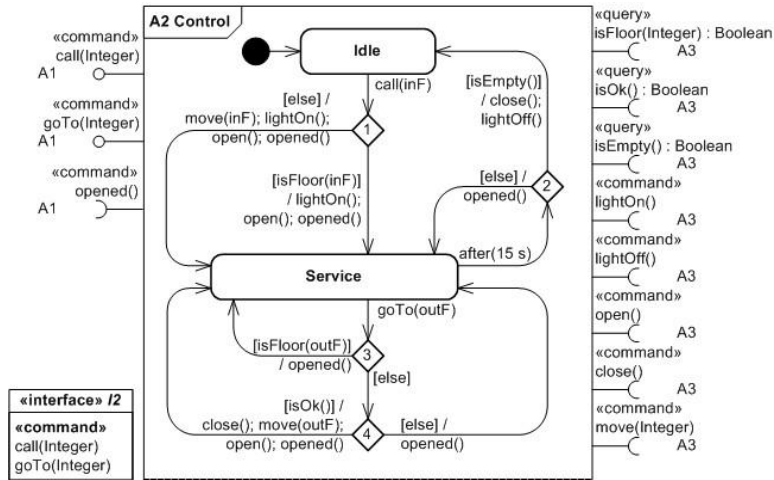 A2 Control
«command»
call(Integer)
A1
«command»
goTo(Integer)
A1
«command»
opened()
A1
Idle
call(inF)
[else] /
move(inF); lightOn();
open(); opened()
1
[isFloor(inF)]
/ lightOn();
open(); opened()
[isEmpty()]
/ close();
lightOff()
[else] /
opened()
2
after(15 s)
Service
goTo(outF)
[isFloor(outF)]
/ opened()
3
[else]
[isOk()] /
close(); move(outF);
open(); opened()
4
[else] /
opened()
«interface» I2
«command»
call(Integer)
goTo(Integer)
«query»
isFloor(Integer) : Boolean
A3
«query»
isOk() : Boolean
A3
«query»
isEmpty() : Boolean
A3
«command»
lightOn()
A3
«command»
lightOff()
A3
«command»
open()
A3
«command»
close()
A3
«command»
move(Integer)
A3